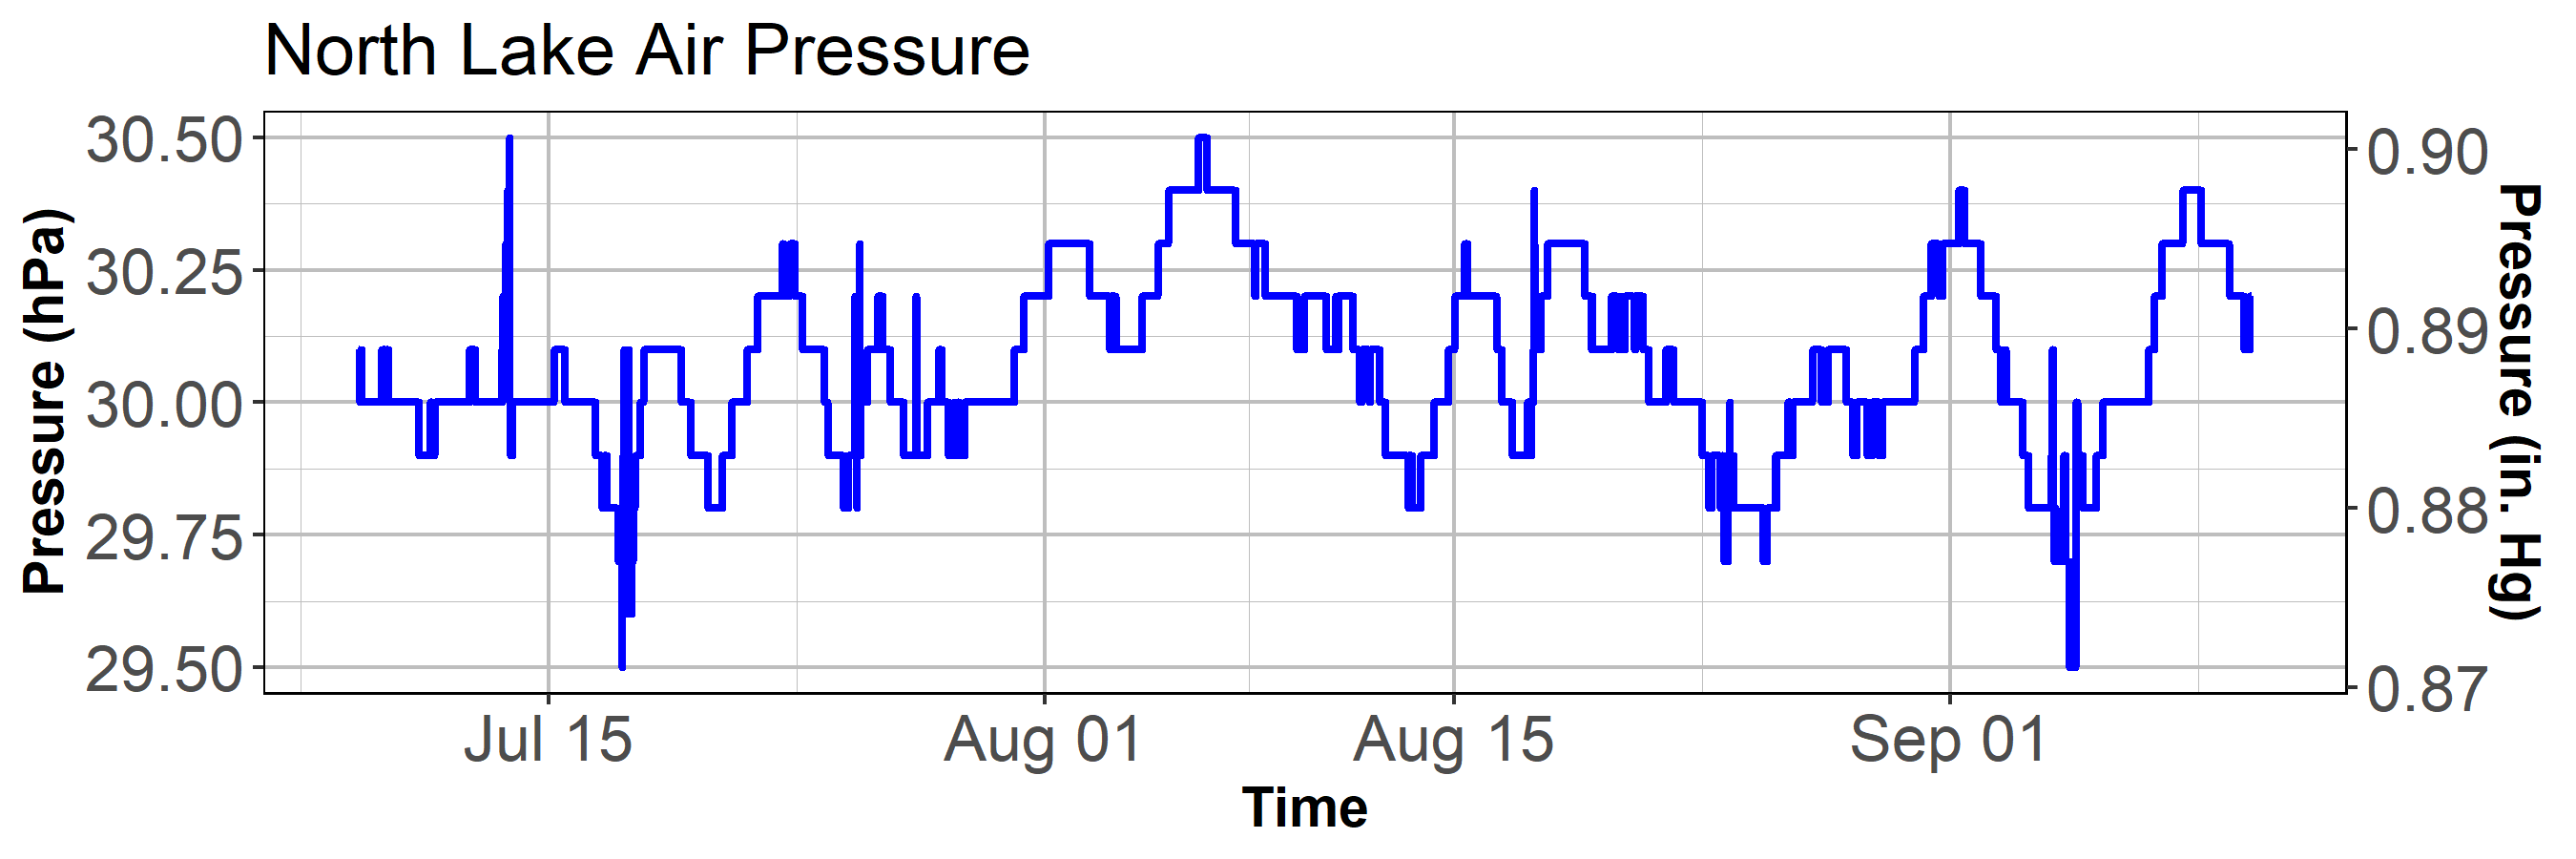 North Lake Air Pressure
Pressure (hPa)
30.50
30.25
30.00
29.75
29.50
0.90
0.89
0.88
0.87
Pressure (in. Hg)
Jul 15
Aug 01
Aug 15
Sep 01
Time